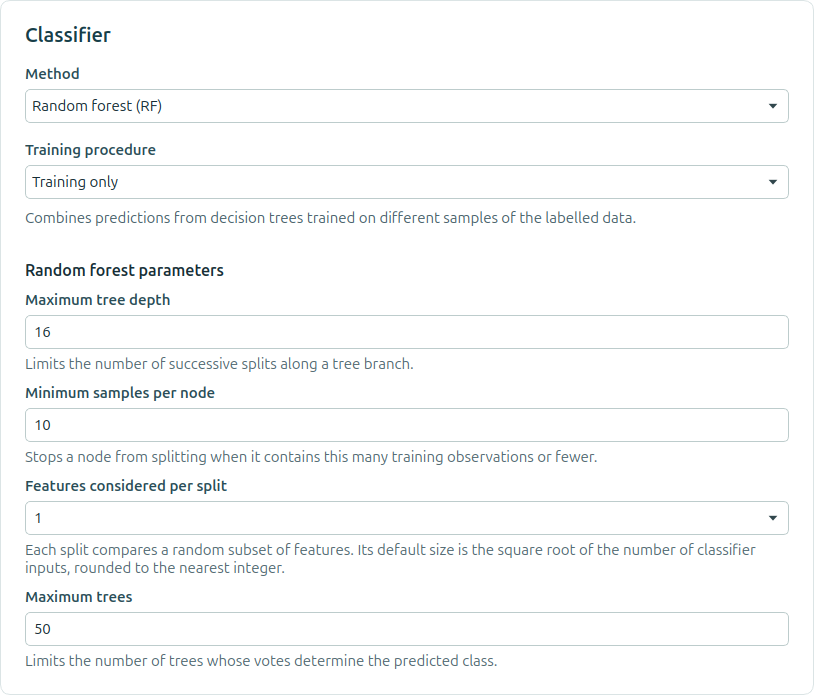 Classifier
Method
Random forest (RF)
Training procedure
Training only
Combines predictions from decision trees trained on different samples of the labelled data.
Random forest parameters
Maximum tree depth
16
Limits the number of successive splits along a tree branch.
Minimum samples per node
10
Stops a node from splitting when it contains this many training observations or fewer.
Features considered per split
1
Each split compares a random subset of features. Its default size is the square root of the number of classifier
inputs, rounded to the nearest integer.
Maximum trees
50
Limits the number of trees whose votes determine the predicted class.